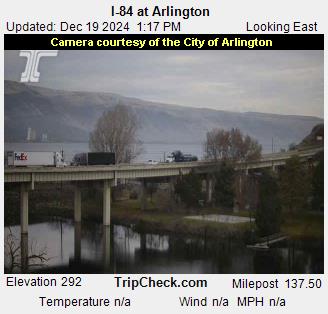 I-84 at Arlington
Updated: Dec 19 2024 1:17 PM Looking East
Camera courtesy of the City of Arlington
FedEx
Elevation 292 TripCheck.com Milepost 137.50
Temperature n/a Wind n/a MPH n/a